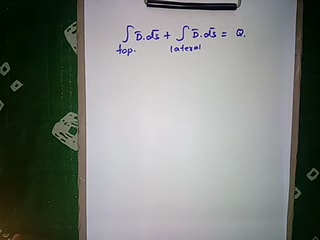 ∫ D̅.ds̅ + ∫ D̅.ds̅ = Q.
top. lateral